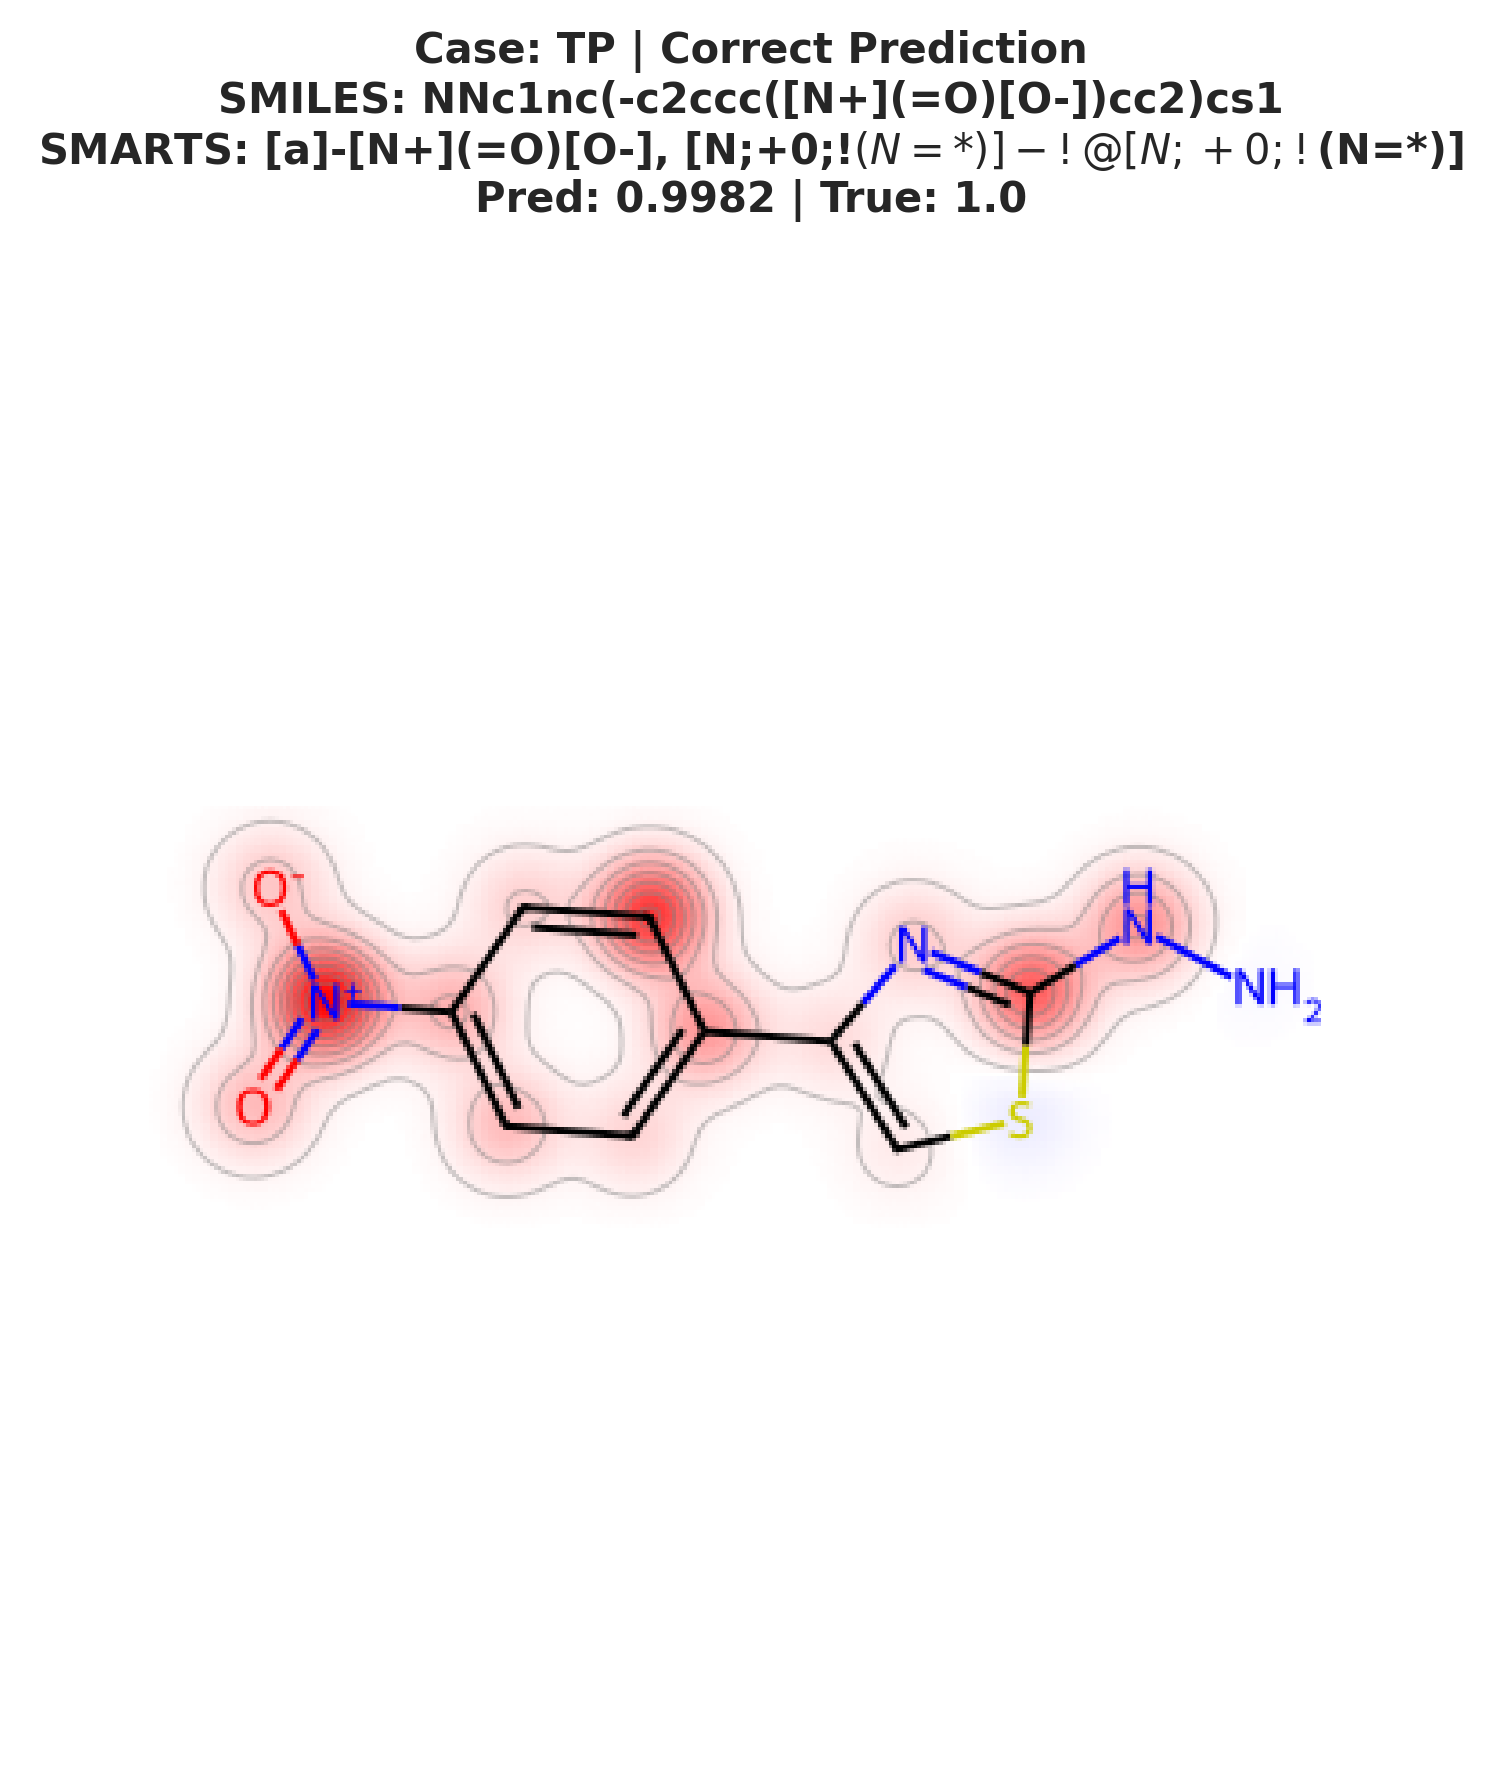 Case: TP | Correct Prediction
SMILES: NNc1nc(-c2ccc([N+](=O)[O-])cc2)cs1
SMARTS: [a]-[N+](=O)[O-], [N;+0;!(N = *)] − ! @[N; + 0; ! (N=*)]
Pred: 0.9982 | True: 1.0
O-
H
N
N
N+
NH2
O
S